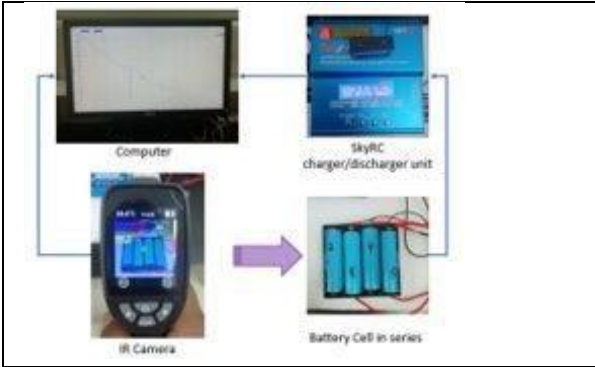 Computer
SkyRC
charger/discharger unit
IR Camera
Battery Cell in series